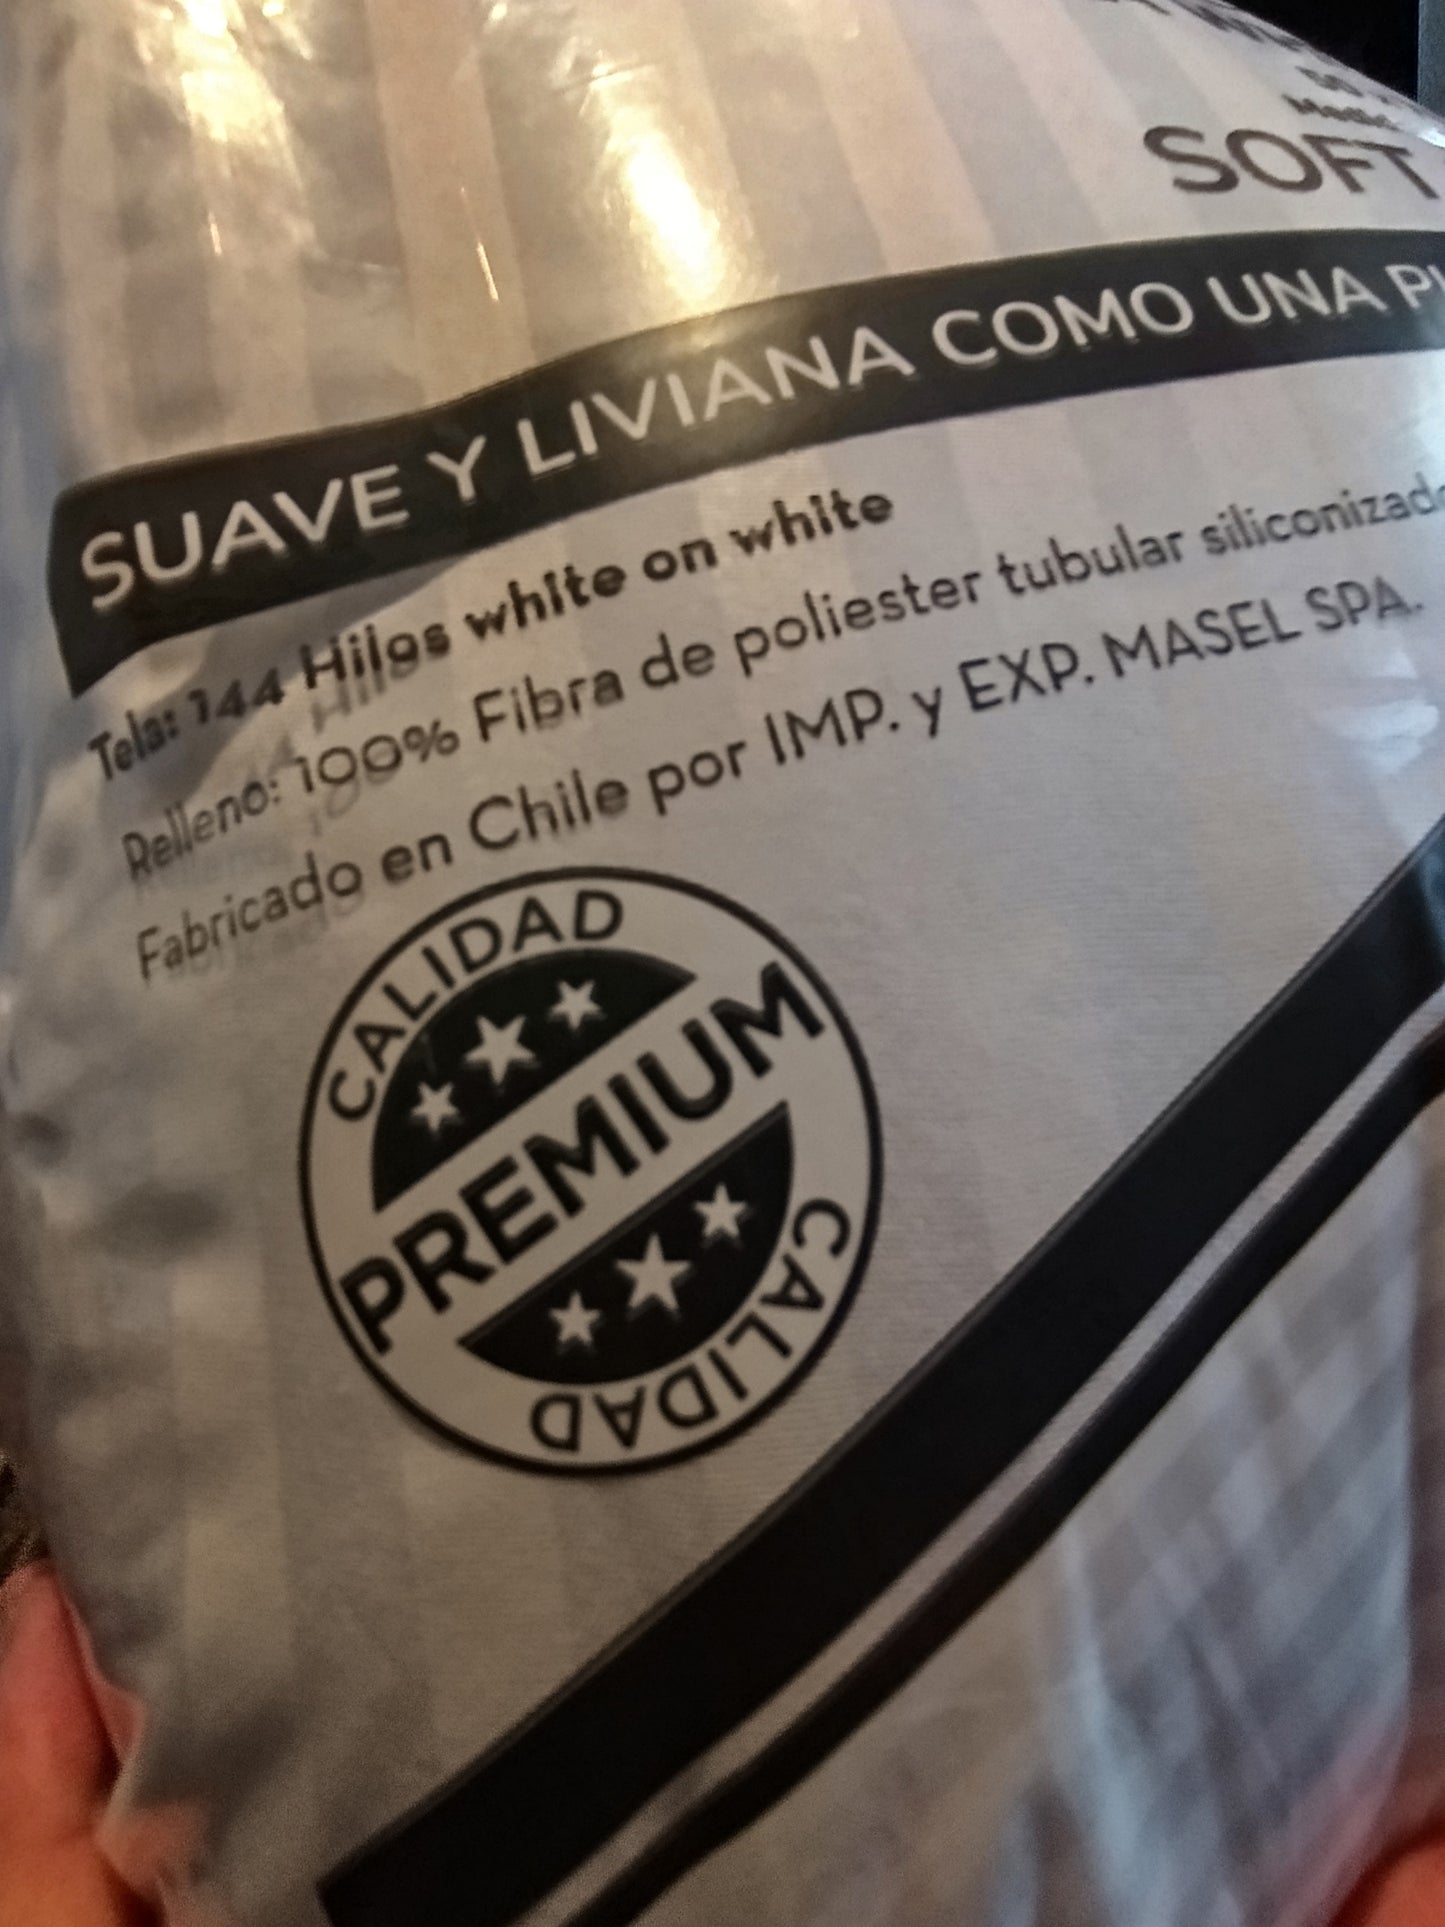 SOFT
SUAVE Y LIVIANA COMO UNA
Tela: 144 Hilos white on white
Relleno: 100% Fibra de poliester tubular siliconizado
Fabricado en Chile por IMP. y EXP. MASEL SPA.
CALIDAD
PREMIUM
CALIDAD